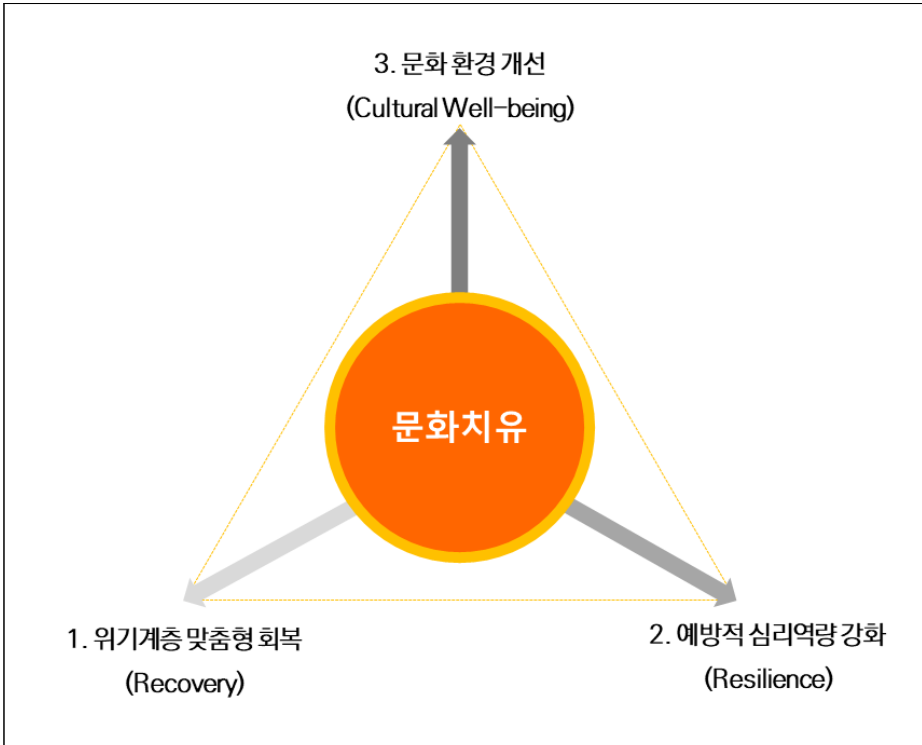 3. 문화 환경 개선
(Cultural Well-being)
문화치유
1. 위기계층 맞춤형 회복
(Recovery)
2. 예방적 심리역량 강화
(Resilience)